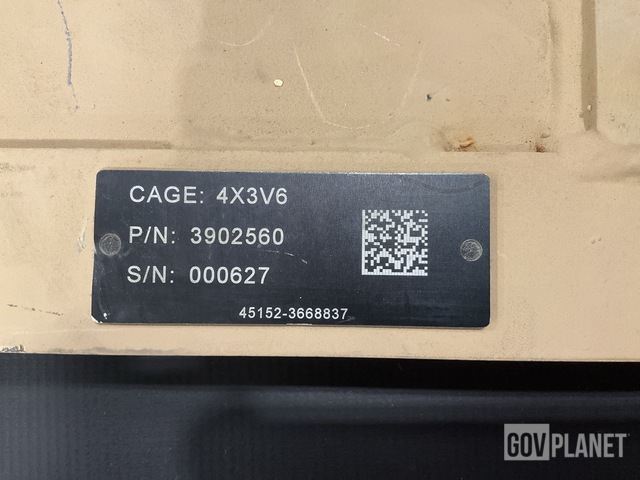 CAGE: 4X3V6
P/N: 3902560
S/N: 000627
45152-3668837
GOVPLANET